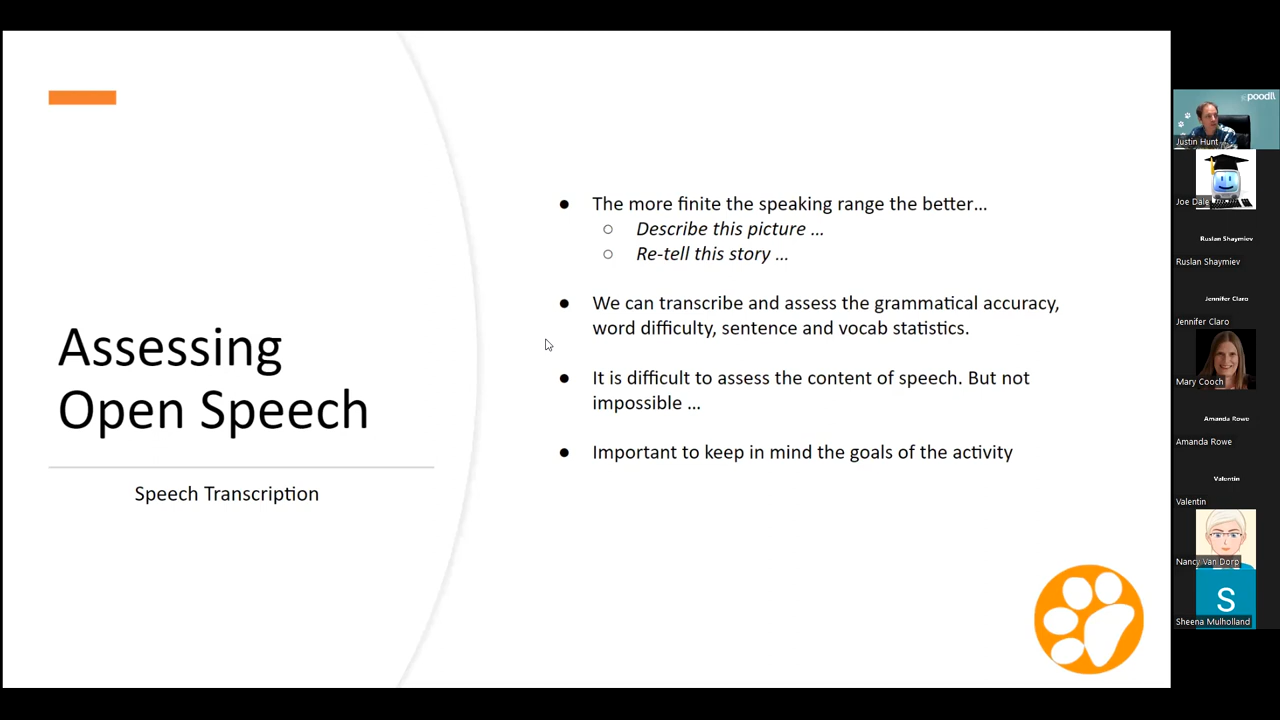 Assessing
Open Speech
Speech Transcription
● The more finite the speaking range the better…
○ Describe this picture …
○ Re-tell this story …
● We can transcribe and assess the grammatical accuracy,
word difficulty, sentence and vocab statistics.
● It is difficult to assess the content of speech. But not
impossible …
● Important to keep in mind the goals of the activity
poodll
Justin Hunt
Joe Dale
Ruslan Shaymiev
Ruslan Shaymiev
Jennifer Claro
Jennifer Claro
Mary Cooch
Amanda Rowe
Amanda Rowe
Valentin
Valentin
Nancy Van Dorp
S
Sheena Mulholland